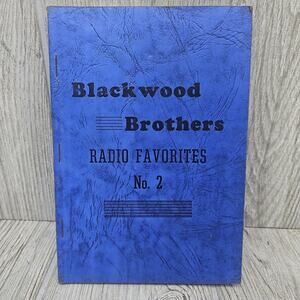 Blackwood
Brothers
RADIO FAVORITES
No. 2